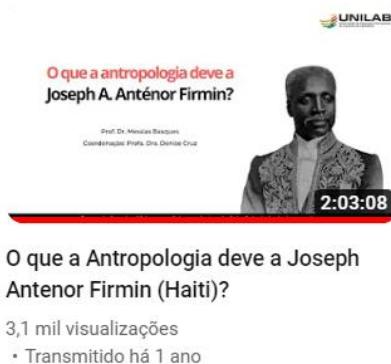 UNILAB
O que a antropologia deve a
Joseph A. Anténor Firmin?
Prof. Dr. Messias Basques
Coordenação: Profa. Dra. Denise Cruz
2:03:08
O que a Antropologia deve a Joseph
Antenor Firmin (Haiti)?
3,1 mil visualizações
• Transmitido há 1 ano